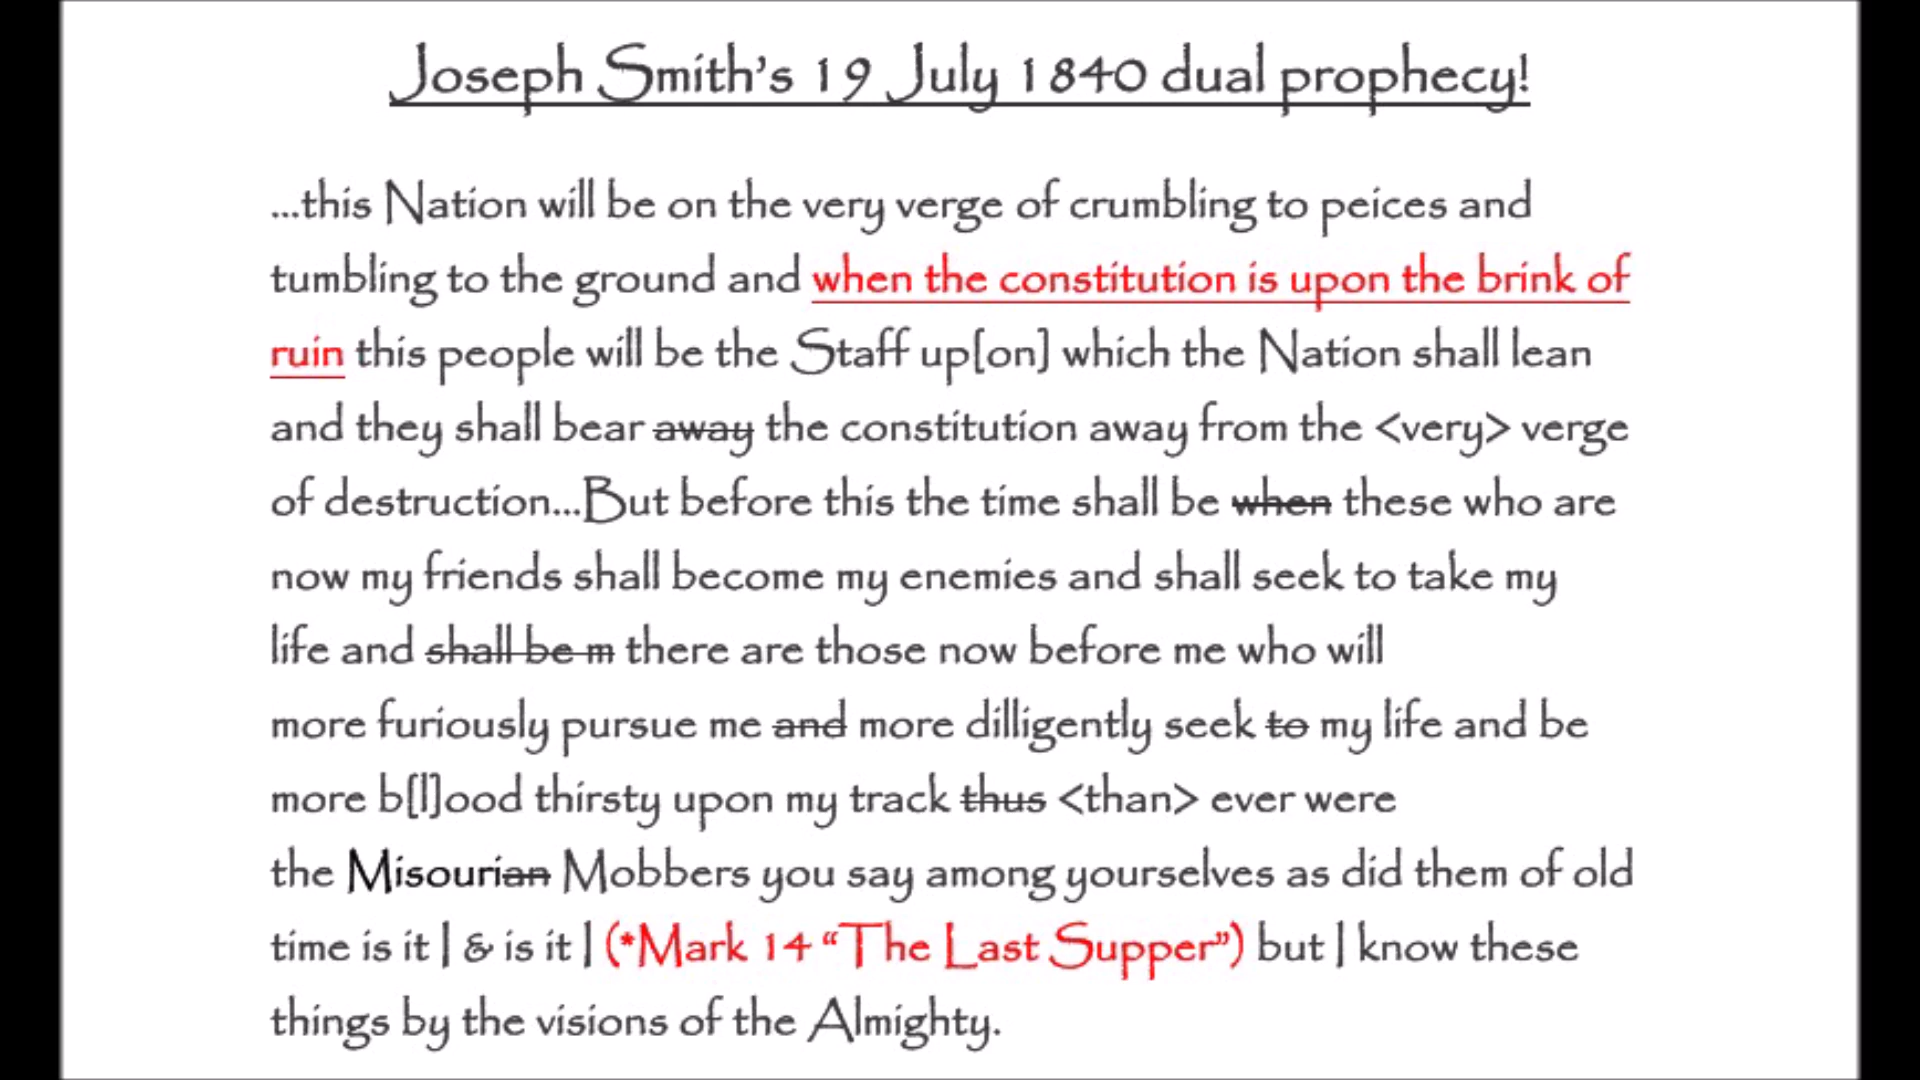 Joseph Smith's 19 July 1840 dual prophecy!
...this Nation will be on the very verge of crumbling to peices and
tumbling to the ground and when the constitution is upon the brink of
ruin this people will be the Staff up[on] which the Nation shall lean
and they shall bear away the constitution away from the <very> verge
of destruction...But before this the time shall be when these who are
now my friends shall become my enemies and shall seek to take my
life and shall be m there are those now before me who will
more furiously pursue me and more dilligently seek to my life and be
more b[l]ood thirsty upon my track thus <than> ever were
the Misourian Mobbers you say among yourselves as did them of old
time is it I & is it I (*Mark 14 “The Last Supper”) but I know these
things by the visions of the Almighty.